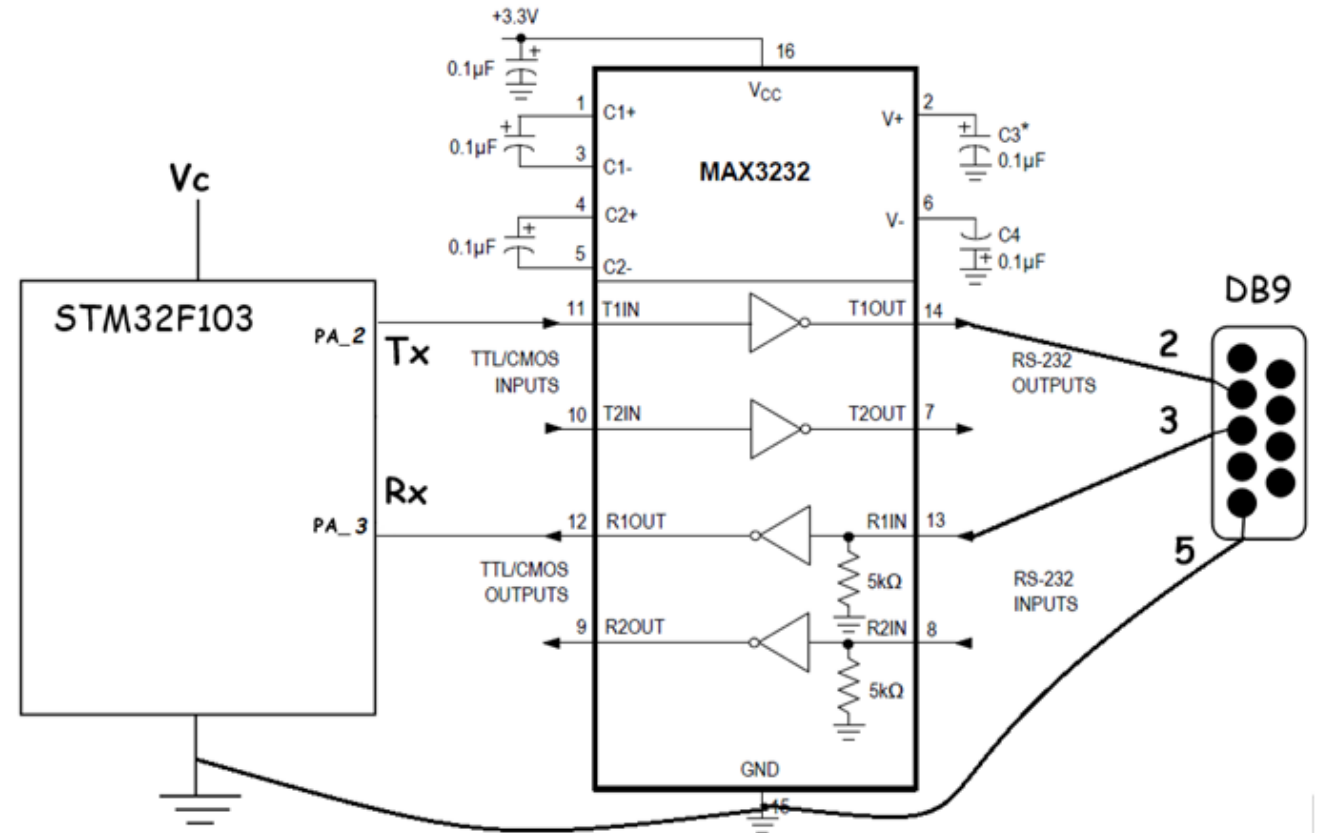 +3.3V
0.1µF
16
VCC
1
C1+
2
V+
+
C3*
0.1µF
0.1µF
3
C1-
MAX3232
Vc
4
C2+
6
V-
C4
+
0.1µF
0.1µF
5
C2-
DB9
STM32F103
PA_2
Tx
11
T1IN
T1OUT
14
2
TTL/CMOS
INPUTS
RS-232
OUTPUTS
10
T2IN
T2OUT
7
3
Rx
PA_3
12
R1OUT
R1IN
13
5
TTL/CMOS
OUTPUTS
5kΩ
RS-232
INPUTS
9
R2OUT
R2IN
8
5kΩ
GND
15